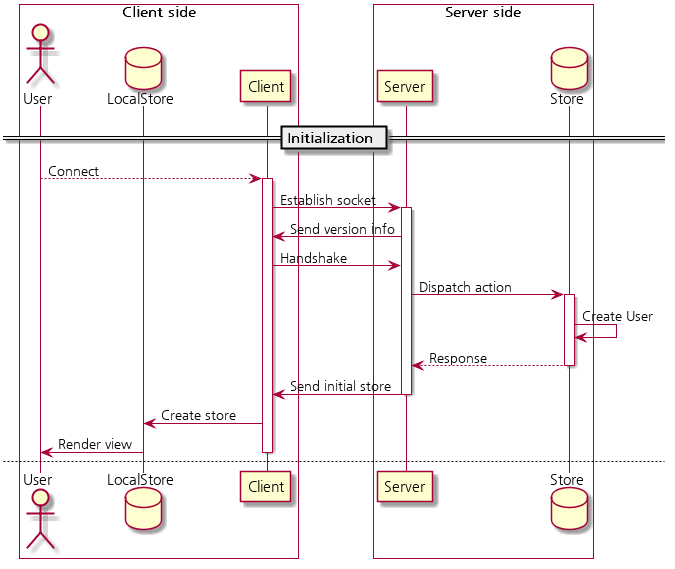 Client side
Server side
User
LocalStore
Client
Server
Store
Initialization
Connect
Establish socket
Send version info
Handshake
Dispatch action
Create User
Response
Send initial store
Create store
Render view
User
LocalStore
Client
Server
Store